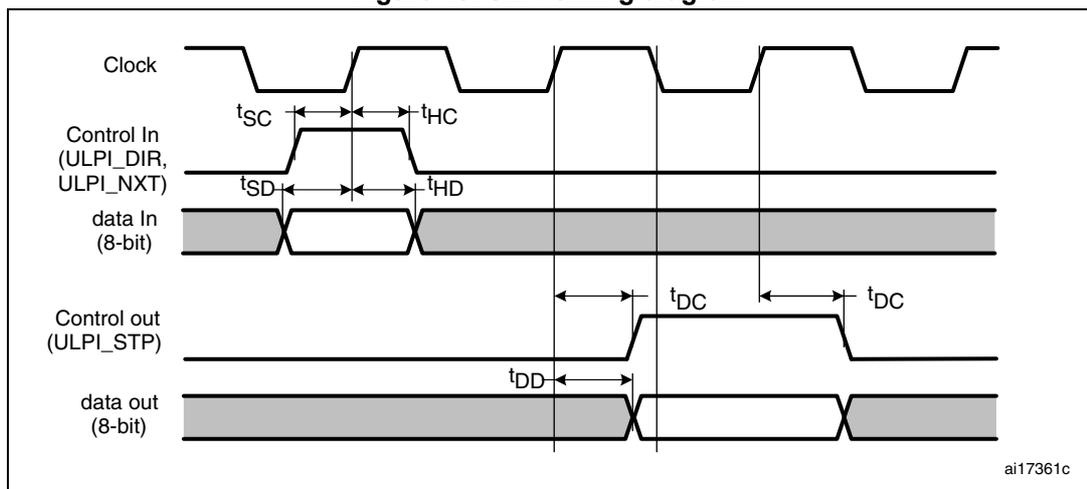 Clock
tSC
tHC
Control In
(ULPI_DIR,
ULPI_NXT)
tSD
tHD
data In
(8-bit)
tDC
tDC
Control out
(ULPI_STP)
tDD
data out
(8-bit)
ai17361c